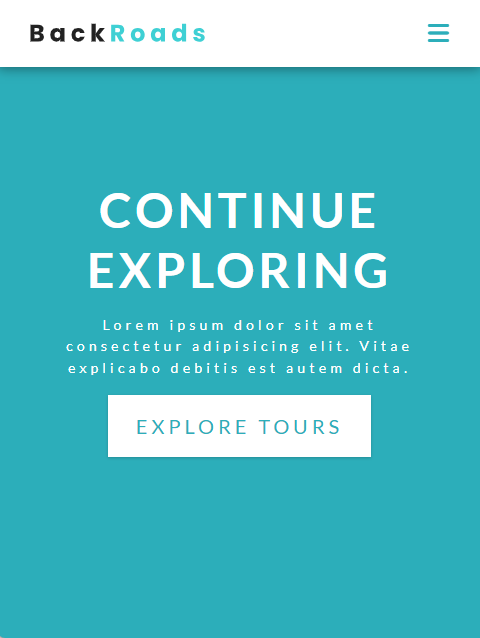 BackRoads
CONTINUE
EXPLORING
Lorem ipsum dolor sit amet
consectetur adipisicing elit. Vitae
explicabo debitis est autem dicta.
EXPLORE TOURS